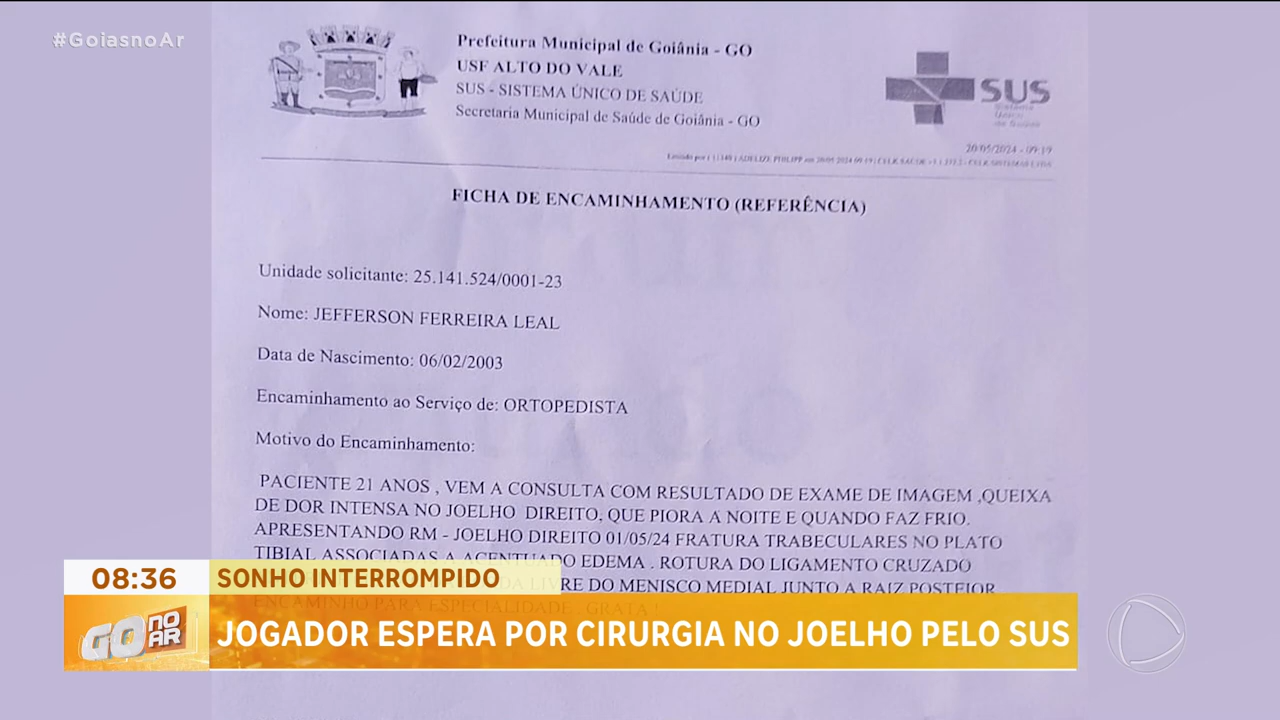 #GoiasnoAr
Prefeitura Municipal de Goiânia - GO
USF ALTO DO VALE
SUS - SISTEMA ÚNICO DE SAÚDE
Secretaria Municipal de Saúde de Goiânia - GO
SUS
20/05/2024 - 09:19
FICHA DE ENCAMINHAMENTO (REFERÊNCIA)
Unidade solicitante: 25.141.524/0001-23
Nome: JEFFERSON FERREIRA LEAL
Data de Nascimento: 06/02/2003
Encaminhamento ao Serviço de: ORTOPEDISTA
Motivo do Encaminhamento:
PACIENTE 21 ANOS , VEM A CONSULTA COM RESULTADO DE EXAME DE IMAGEM ,QUEIXA
DE DOR INTENSA NO JOELHO DIREITO, QUE PIORA A NOITE E QUANDO FAZ FRIO.
APRESENTANDO RM - JOELHO DIREITO 01/05/24 FRATURA TRABECULARES NO PLATO
TIBIAL ASSOCIADAS A ACENTUADO EDEMA . ROTURA DO LIGAMENTO CRUZADO
LIVRE DO MENISCO MEDIAL JUNTO A RAIZ POSTEIOR
ENCAMINHO PARA ESPECIALIDADE . GRATA !
08:36
SONHO INTERROMPIDO
GO NO AR
JOGADOR ESPERA POR CIRURGIA NO JOELHO PELO SUS